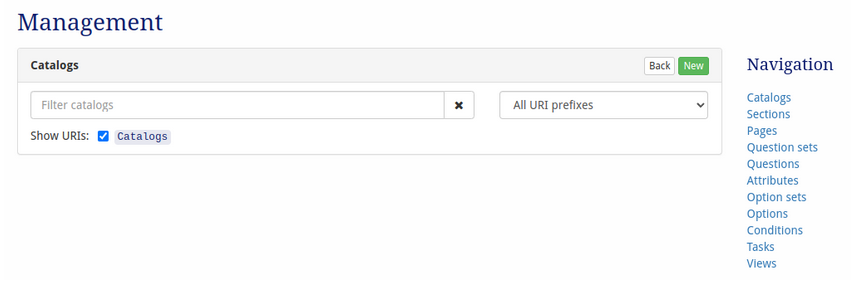 Management
Catalogs
Back
New
Filter catalogs
All URI prefixes
Show URIs:
Catalogs
Navigation
Catalogs
Sections
Pages
Question sets
Questions
Attributes
Option sets
Options
Conditions
Tasks
Views